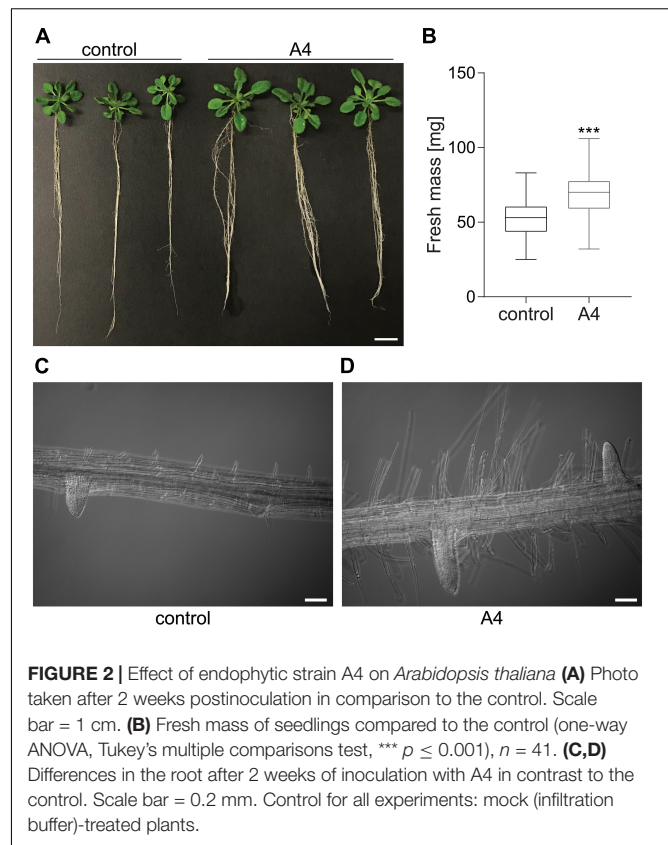 A
B
control
A4
150
100
50
0
Fresh mass [mg]
***
control
A4
C
D
control
A4
FIGURE 2 | Effect of endophytic strain A4 on Arabidopsis thaliana (A) Photo
taken after 2 weeks postinoculation in comparison to the control. Scale
bar = 1 cm. (B) Fresh mass of seedlings compared to the control (one-way
ANOVA, Tukey's multiple comparisons test, *** p ≤ 0.001), n = 41. (C,D)
Differences in the root after 2 weeks of inoculation with A4 in contrast to the
control. Scale bar = 0.2 mm. Control for all experiments: mock (infiltration
buffer)-treated plants.